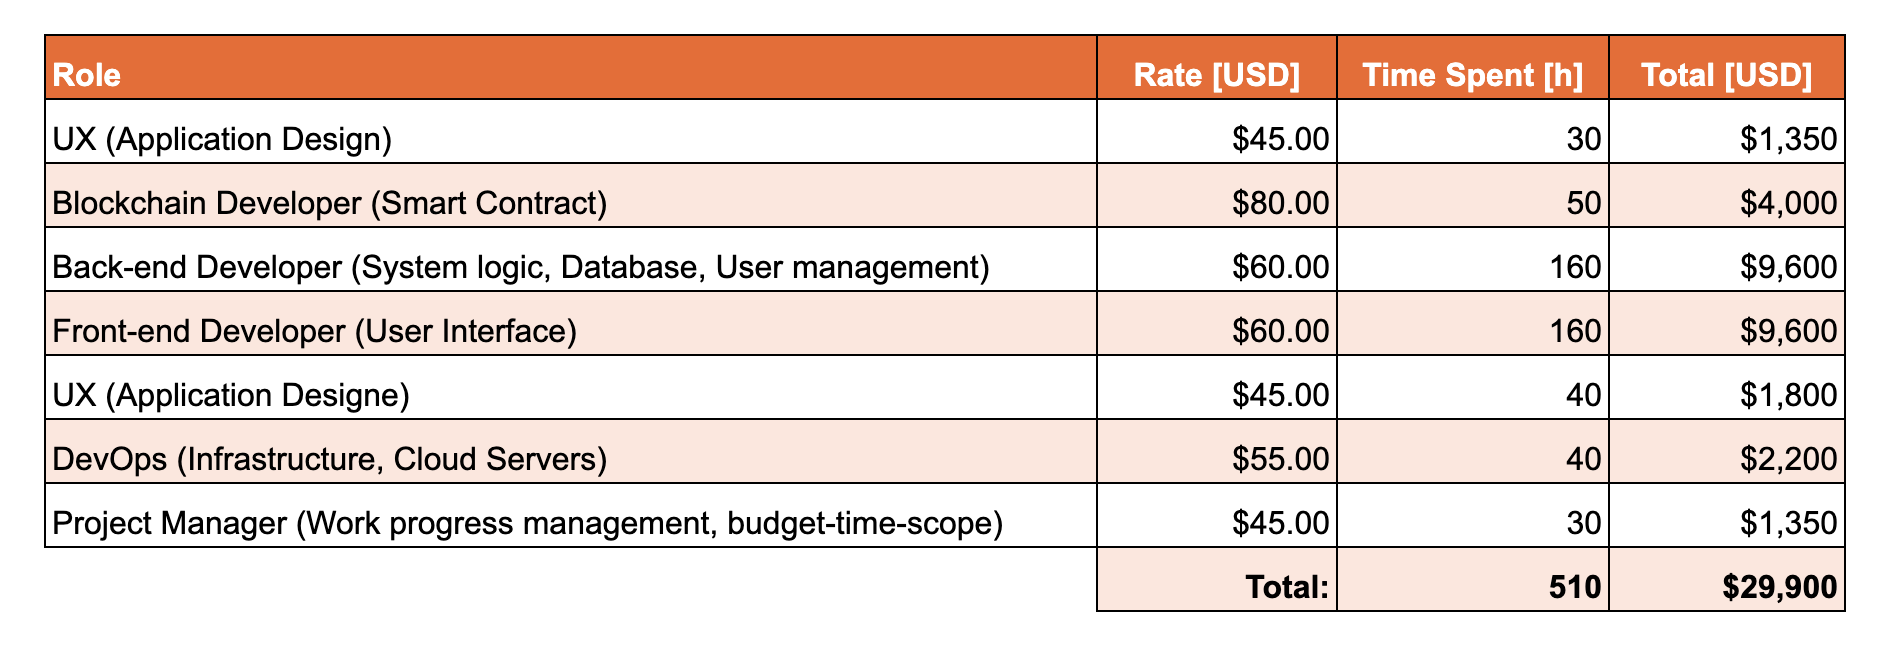 Role Rate [USD] Time Spent [h] Total [USD]
UX (Application Design) $45.00 30 $1,350
Blockchain Developer (Smart Contract) $80.00 50 $4,000
Back-end Developer (System logic, Database, User management) $60.00 160 $9,600
Front-end Developer (User Interface) $60.00 160 $9,600
UX (Application Designe) $45.00 40 $1,800
DevOps (Infrastructure, Cloud Servers) $55.00 40 $2,200
Project Manager (Work progress management, budget-time-scope) $45.00 30 $1,350
Total: 510 $29,900